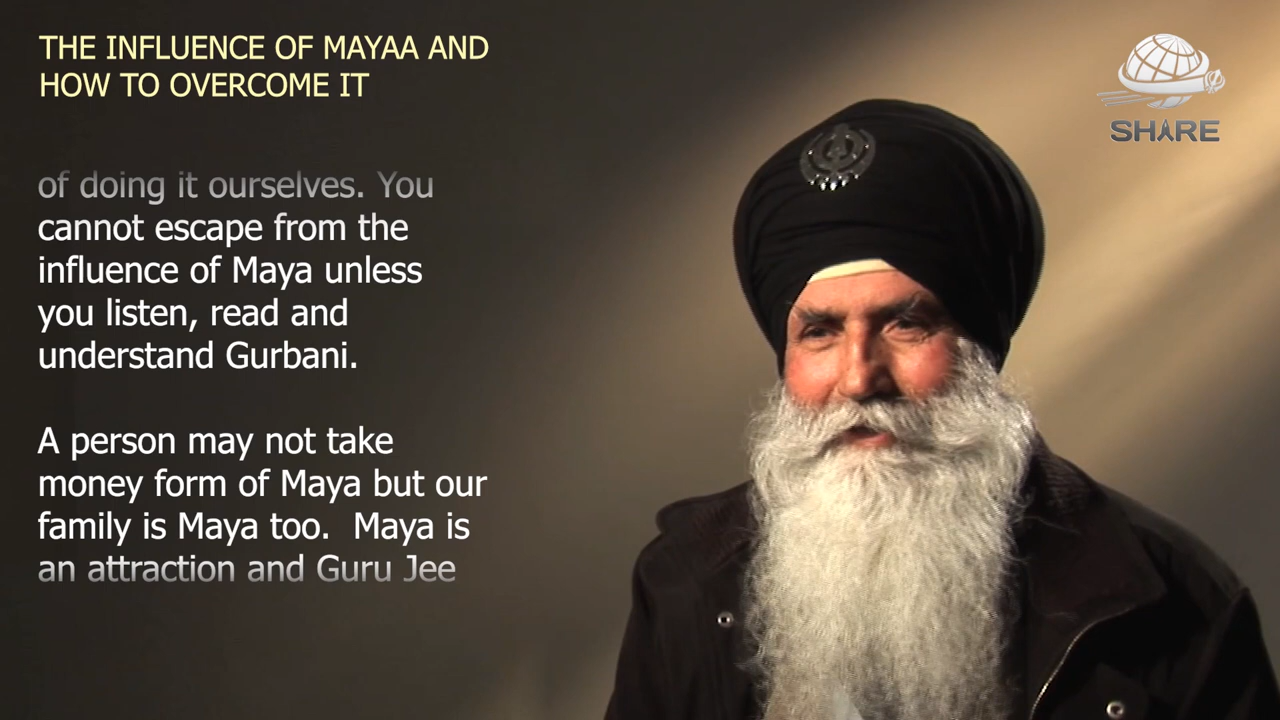 THE INFLUENCE OF MAYAA AND
HOW TO OVERCOME IT
SHARE
of doing it ourselves. You
cannot escape from the
influence of Maya unless
you listen, read and
understand Gurbani.
A person may not take
money form of Maya but our
family is Maya too.  Maya is
an attraction and Guru Jee